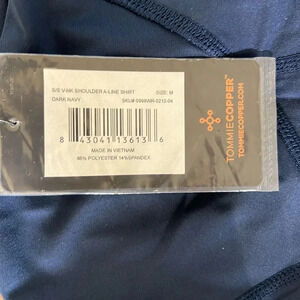 S/S V-NK SHOULDER A-LINE SHIRT SIZE: M
DARK NAVY
8 43041 13613 6
MADE IN VIETNAM
86% POLYESTER 14%SPANDEX
TOMMIECOPPER
TOMMIECOPPER.COM